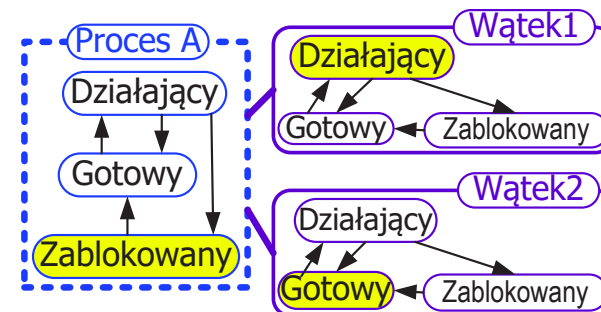 Proces A
Działający
Gotowy
Zablokowany
Wątek1
Działający
Gotowy
Zablokowany
Wątek2
Działający
Gotowy
Zablokowany